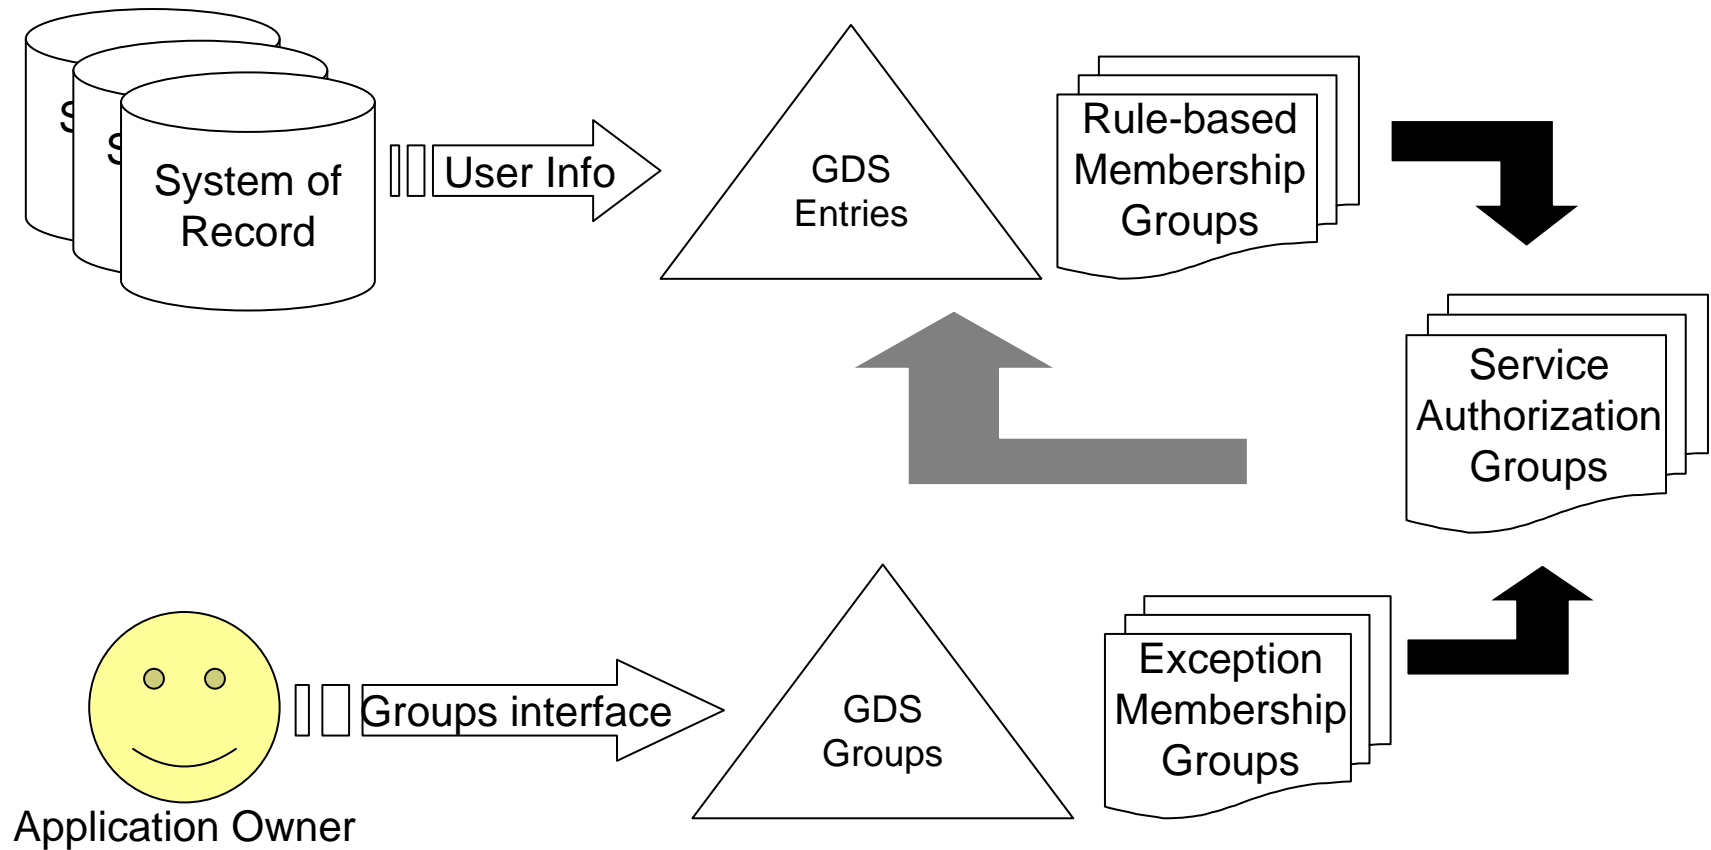 System of
Record
User Info
GDS
Entries
Rule-based
Membership
Groups
Service
Authorization
Groups
Application Owner
Groups interface
GDS
Groups
Exception
Membership
Groups